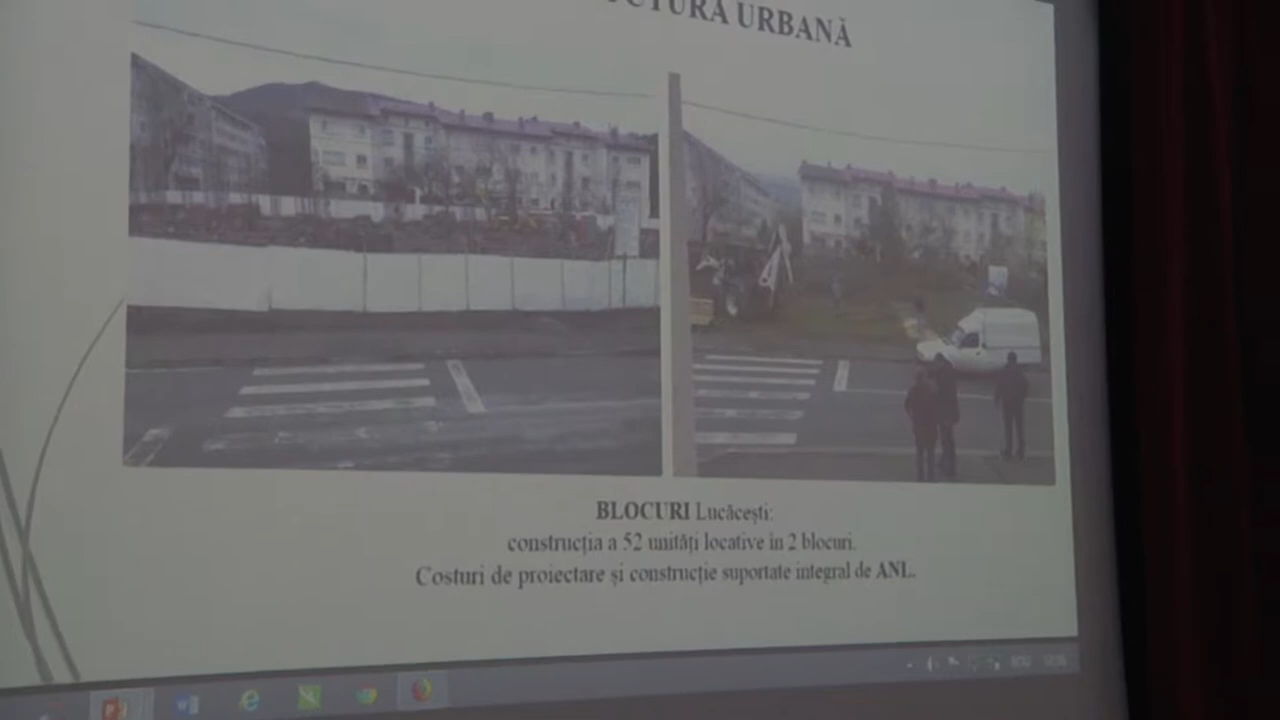 URBANĂ
BLOCURI Lucăcești:
construcția a 52 unități locative in 2 blocuri.
Costuri de proiectare și construcție suportate integral de ANL.